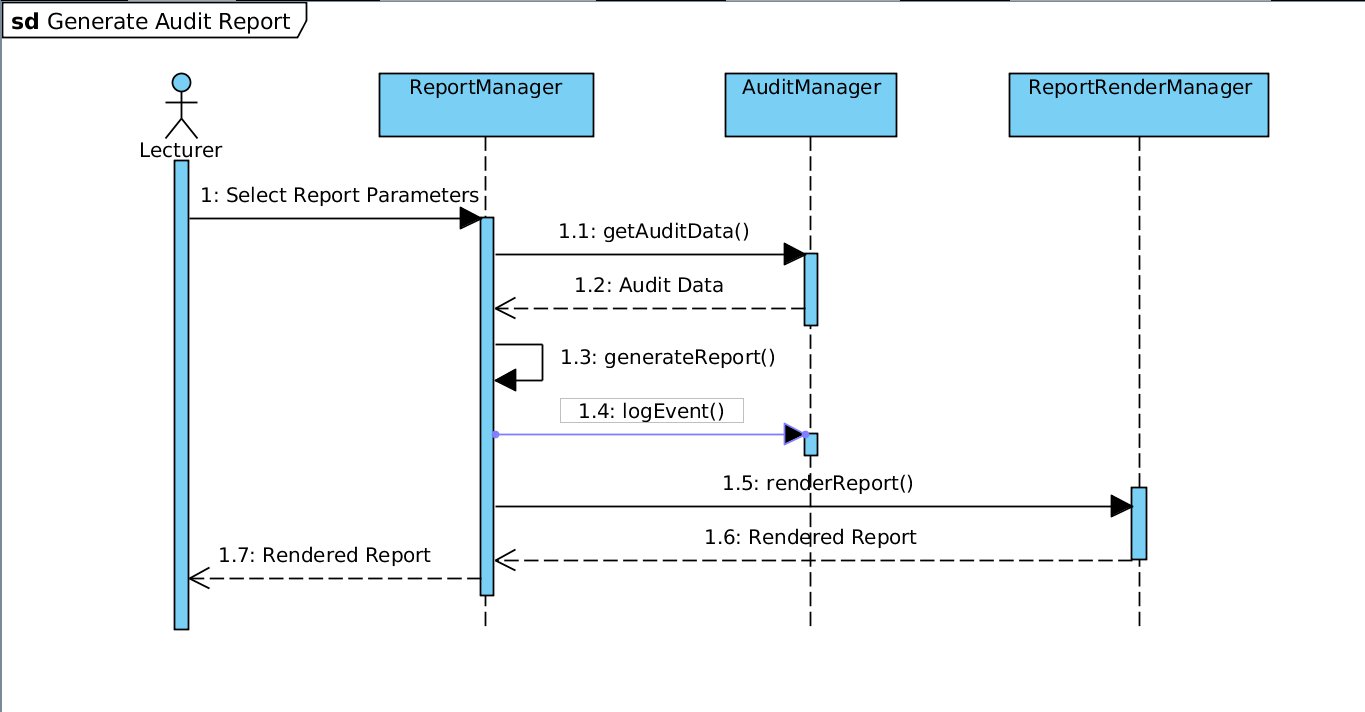 sd Generate Audit Report
ReportManager
AuditManager
ReportRenderManager
Lecturer
1: Select Report Parameters
1.1: getAuditData()
1.2: Audit Data
1.3: generateReport()
1.4: logEvent()
1.5: renderReport()
1.6: Rendered Report
1.7: Rendered Report